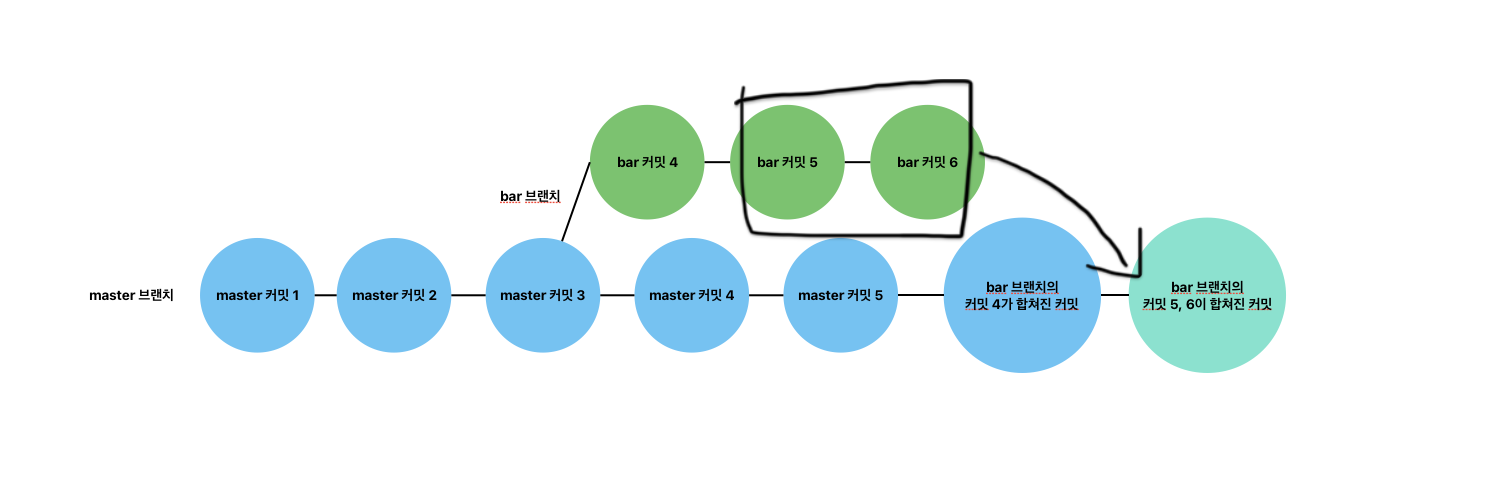 bar 커밋 4
bar 커밋 5
bar 커밋 6
bar 브랜치
master 브랜치
master 커밋 1
master 커밋 2
master 커밋 3
master 커밋 4
master 커밋 5
bar 브랜치의
커밋 4가 합쳐진 커밋
bar 브랜치의
커밋 5, 6이 합쳐진 커밋